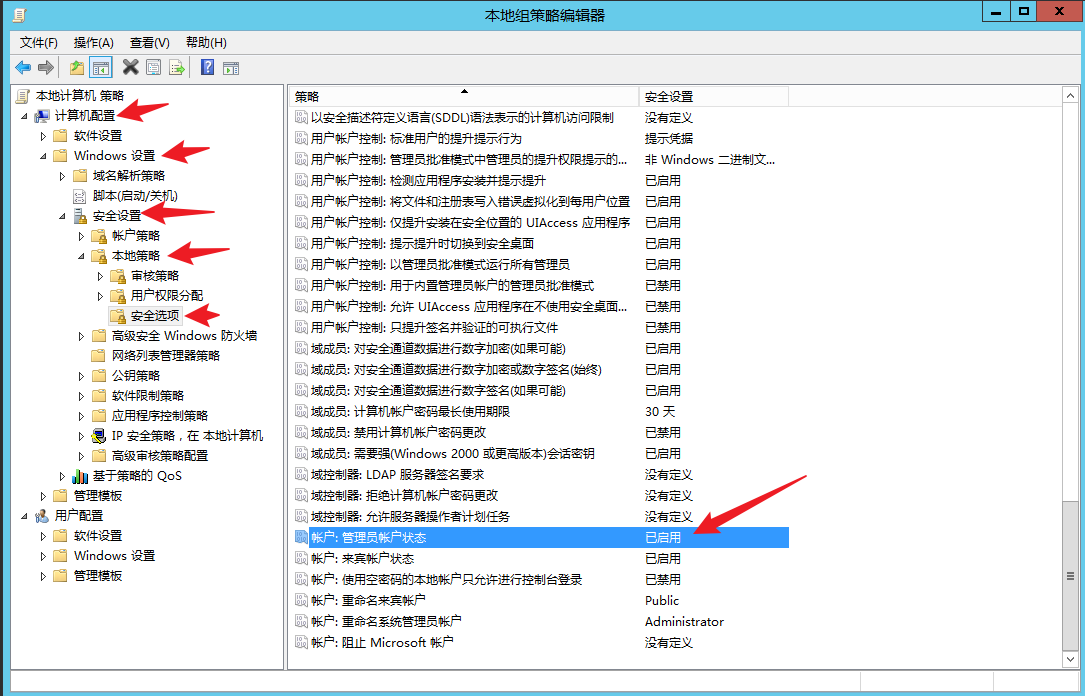 本地组策略编辑器
文件(F) 操作(A) 查看(V) 帮助(H)
本地计算机 策略
计算机配置
软件设置
Windows 设置
域名解析策略
脚本(启动/关机)
安全设置
帐户策略
本地策略
审核策略
用户权限分配
安全选项
高级安全 Windows 防火墙
网络列表管理器策略
公钥策略
软件限制策略
应用程序控制策略
IP 安全策略，在 本地计算机
高级审核策略配置
基于策略的 QoS
管理模板
用户配置
软件设置
Windows 设置
管理模板
策略 安全设置
以安全描述符定义语言(SDDL)语法表示的计算机访问限制 没有定义
用户帐户控制: 标准用户的提升提示行为 提示凭据
用户帐户控制: 管理员批准模式中管理员的提升权限提示的... 非 Windows 二进制文...
用户帐户控制: 检测应用程序安装并提示提升 已启用
用户帐户控制: 将文件和注册表写入错误虚拟化到每用户位置 已启用
用户帐户控制: 仅提升安装在安全位置的 UIAccess 应用程序 已启用
用户帐户控制: 提示提升时切换到安全桌面 已启用
用户帐户控制: 以管理员批准模式运行所有管理员 已启用
用户帐户控制: 用于内置管理员帐户的管理员批准模式 已禁用
用户帐户控制: 允许 UIAccess 应用程序在不使用安全桌面... 已禁用
用户帐户控制: 只提升签名并验证的可执行文件 已禁用
域成员: 对安全通道数据进行数字加密(如果可能) 已启用
域成员: 对安全通道数据进行数字加密或数字签名(始终) 已启用
域成员: 对安全通道数据进行数字签名(如果可能) 已启用
域成员: 计算机帐户密码最长使用期限 30 天
域成员: 禁用计算机帐户密码更改 已禁用
域成员: 需要强(Windows 2000 或更高版本)会话密钥 已启用
域控制器: LDAP 服务器签名要求 没有定义
域控制器: 拒绝计算机帐户密码更改 没有定义
域控制器: 允许服务器操作者计划任务 没有定义
帐户: 管理员帐户状态 已启用
帐户: 来宾帐户状态 已启用
帐户: 使用空密码的本地帐户只允许进行控制台登录 已禁用
帐户: 重命名来宾帐户 Public
帐户: 重命名系统管理员帐户 Administrator
帐户: 阻止 Microsoft 帐户 没有定义